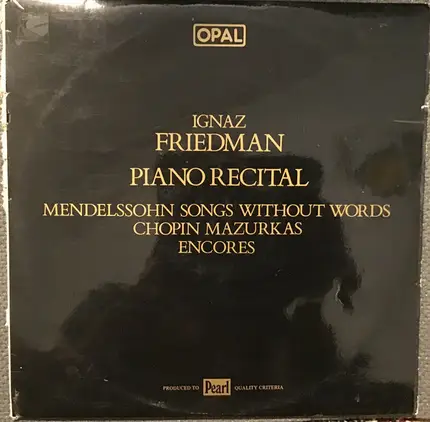 OPAL
IGNAZ
FRIEDMAN
PIANO RECITAL
MENDELSSOHN SONGS WITHOUT WORDS
CHOPIN MAZURKAS
ENCORES
PRODUCED TO Pearl QUALITY CRITERIA